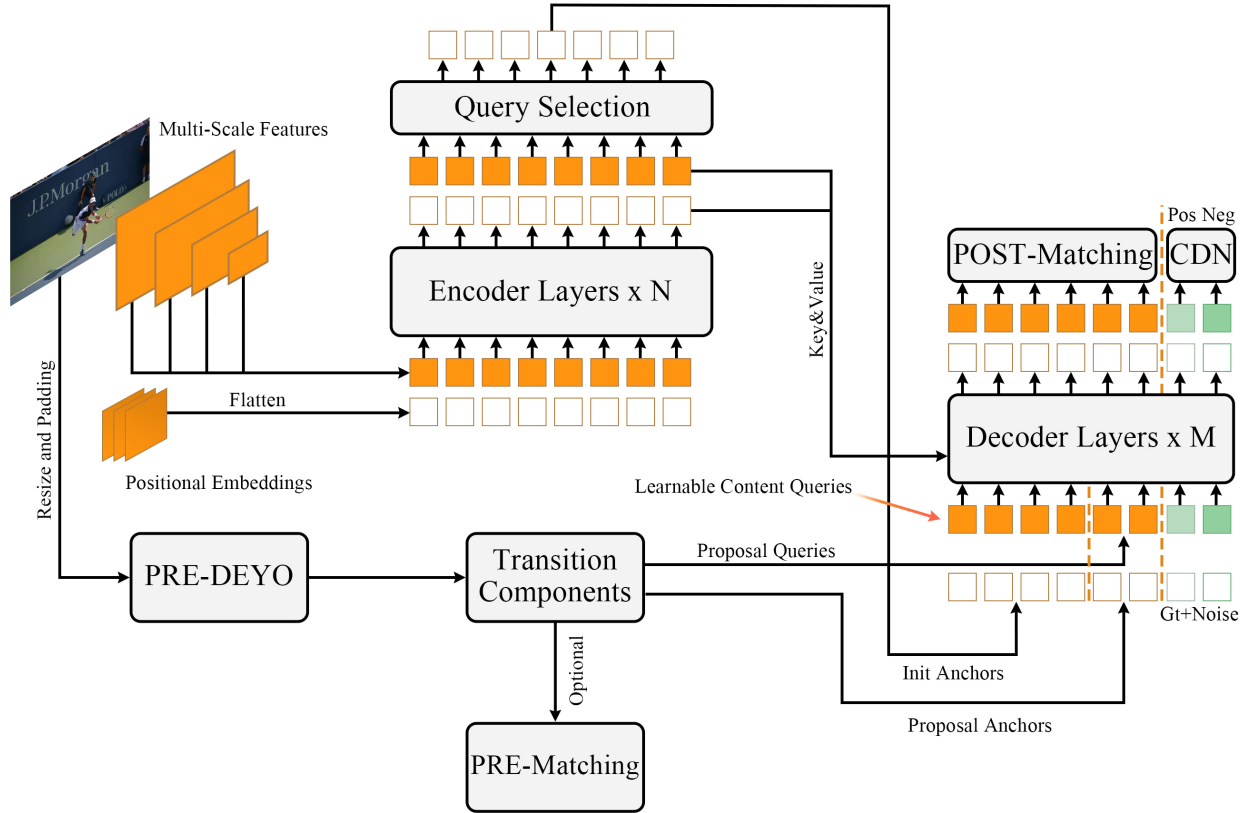 Query Selection
Multi-Scale Features
J.P.Morgan
POLO
Pos Neg
POST-Matching
CDN
Encoder Layers x N
Key&Value
Flatten
Resize and Padding
Decoder Layers x M
Positional Embeddings
Learnable Content Queries
PRE-DEYO
Transition
Components
Proposal Queries
Gt+Noise
Optional
Init Anchors
Proposal Anchors
PRE-Matching